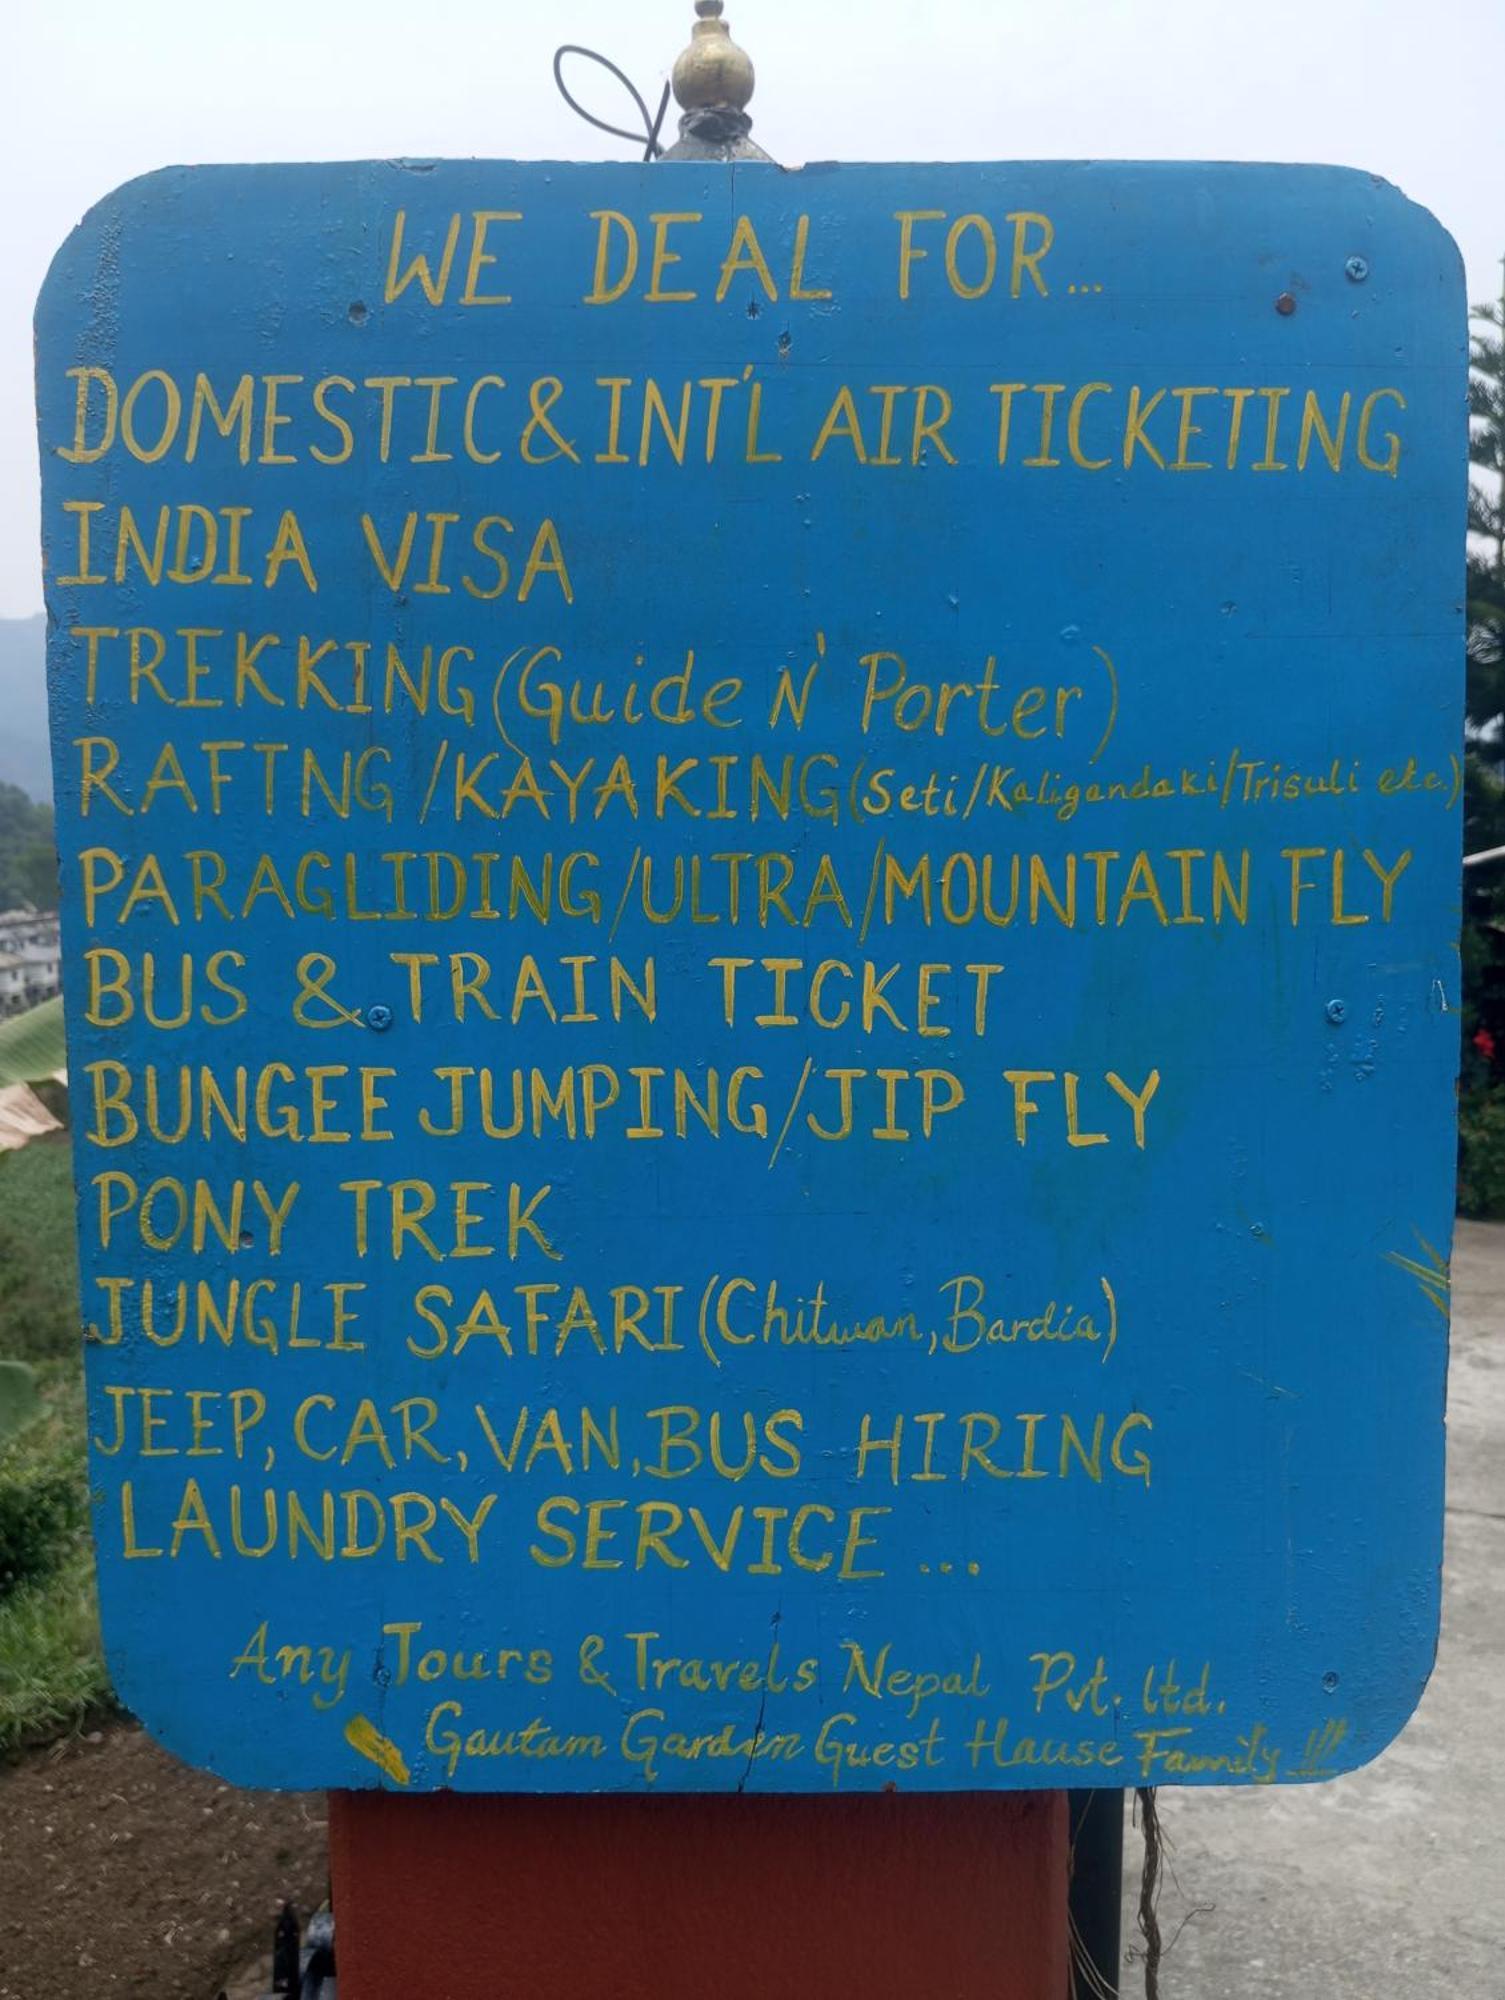 WE DEAL FOR...
DOMESTIC & INT'L AIR TICKETING
INDIA VISA
TREKKING (Guide N' Porter)
RAFTNG / KAYAKING (Seti/Kaligandaki/Trisuli etc.)
PARAGLIDING/ULTRA/MOUNTAIN FLY
BUS & TRAIN TICKET
BUNGEE JUMPING/JIP FLY
PONY TREK
JUNGLE SAFARI (Chitwan, Bardia)
JEEP, CAR, VAN, BUS HIRING
LAUNDRY SERVICE ...
Any Tours & Travels Nepal Pvt. ltd.
Gautam Garden Guest Hause Family !!!